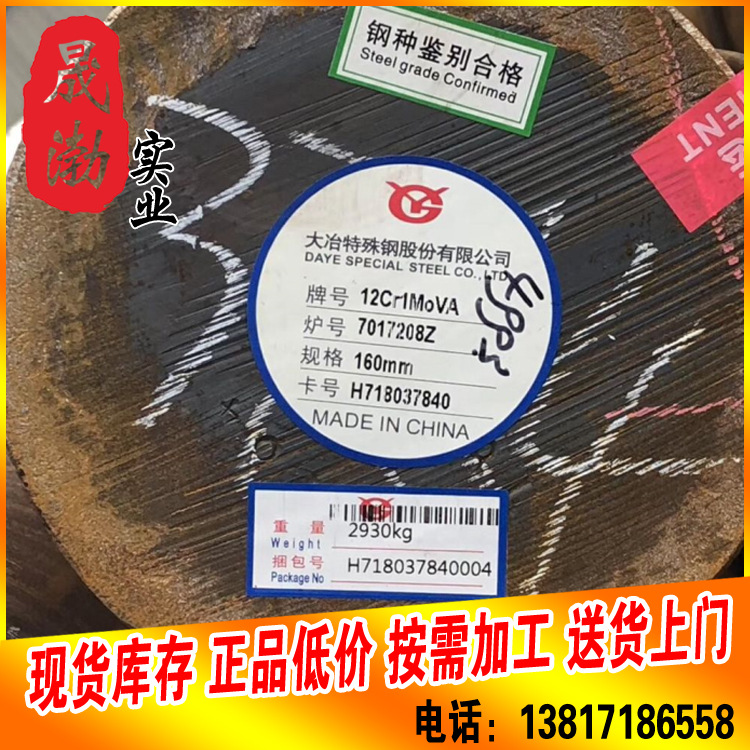 晟渤
实业
钢种鉴别合格
Steel grade Confirmed
MENT
大冶特殊钢股份有限公司
DAYE SPECIAL STEEL CO., LTD
牌号 12Cr1MoVA
炉号 7017208Z
规格 160mm
卡号 H718037840
MADE IN CHINA
重量 2930kg
Weight
捆包号 H718037840004
Package No
现货库存 正品低价 按需加工 送货上门
电话：13817186558